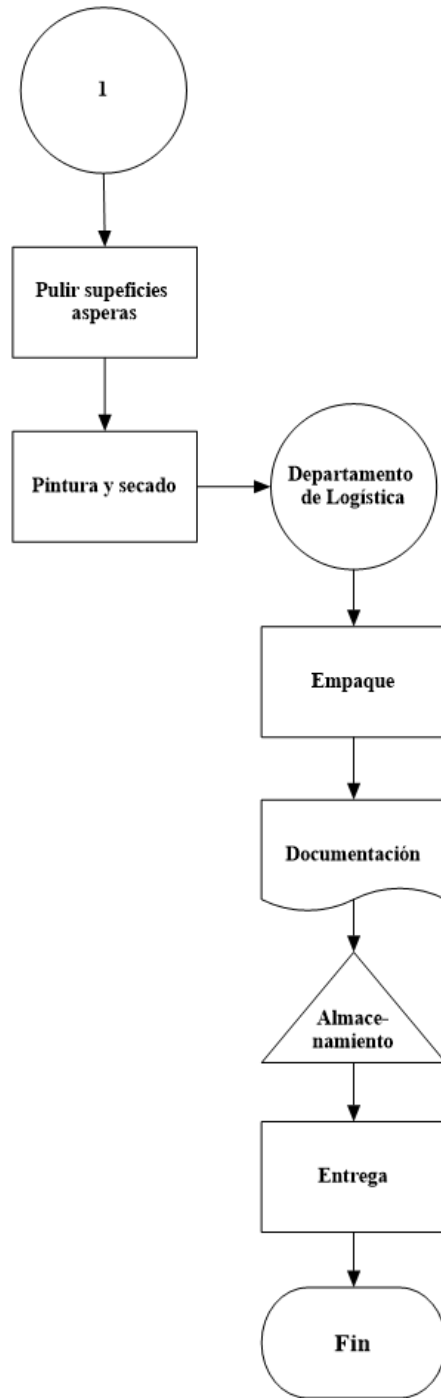 1
Pulir supeficies
asperas
Pintura y secado
Departamento
de Logística
Empaque
Documentación
Almace-
namiento
Entrega
Fin